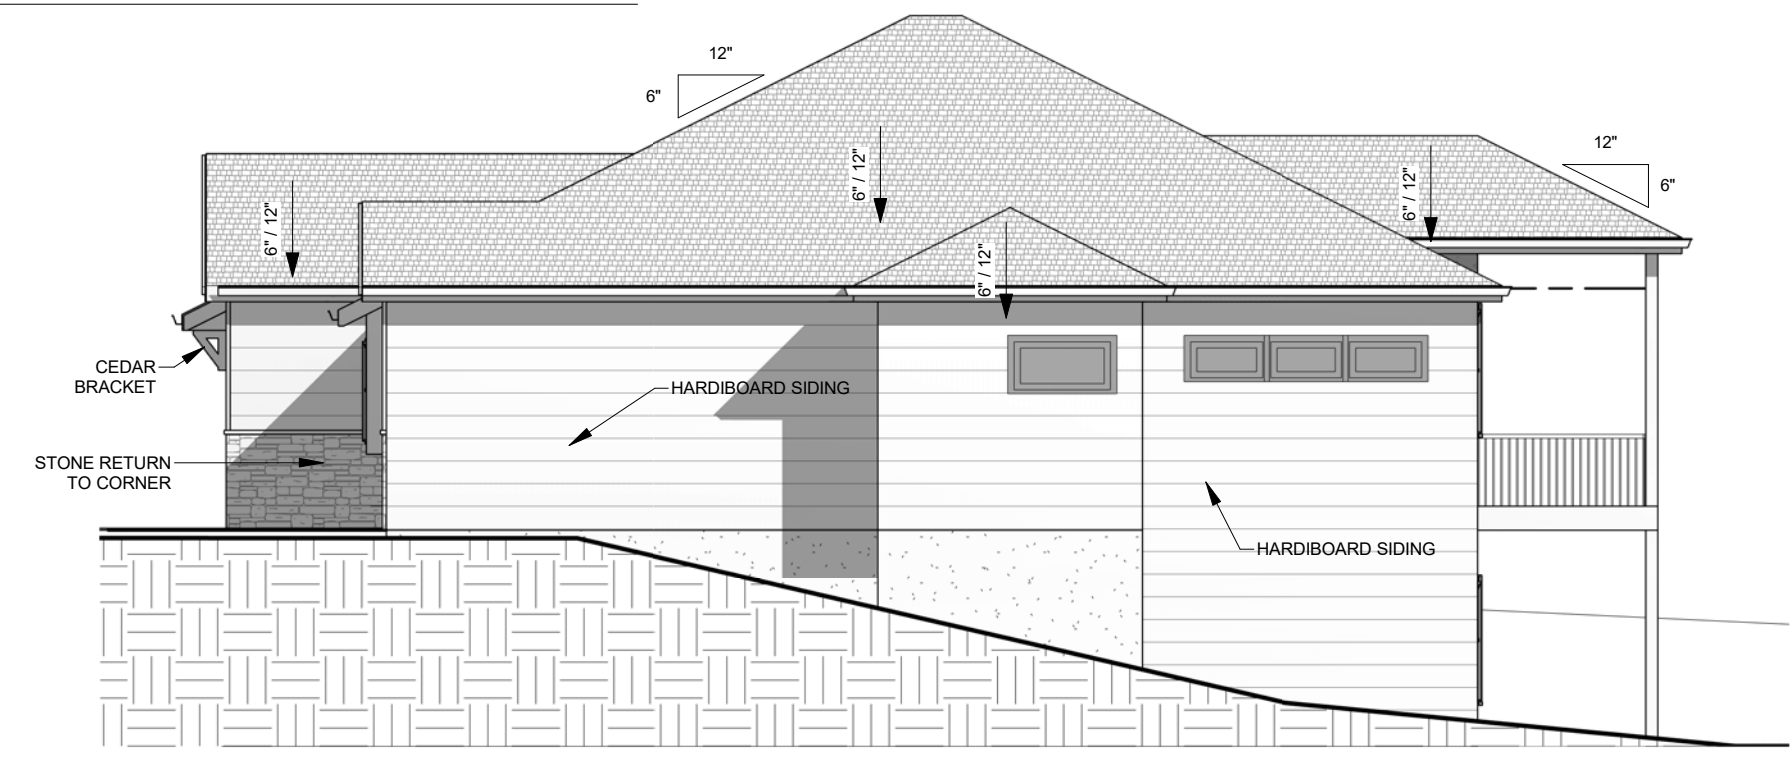 12"
6"
12"
6"
6" / 12"
6" / 12"
6" / 12"
6" / 12"
CEDAR
BRACKET
HARDIBOARD SIDING
STONE RETURN
TO CORNER
HARDIBOARD SIDING